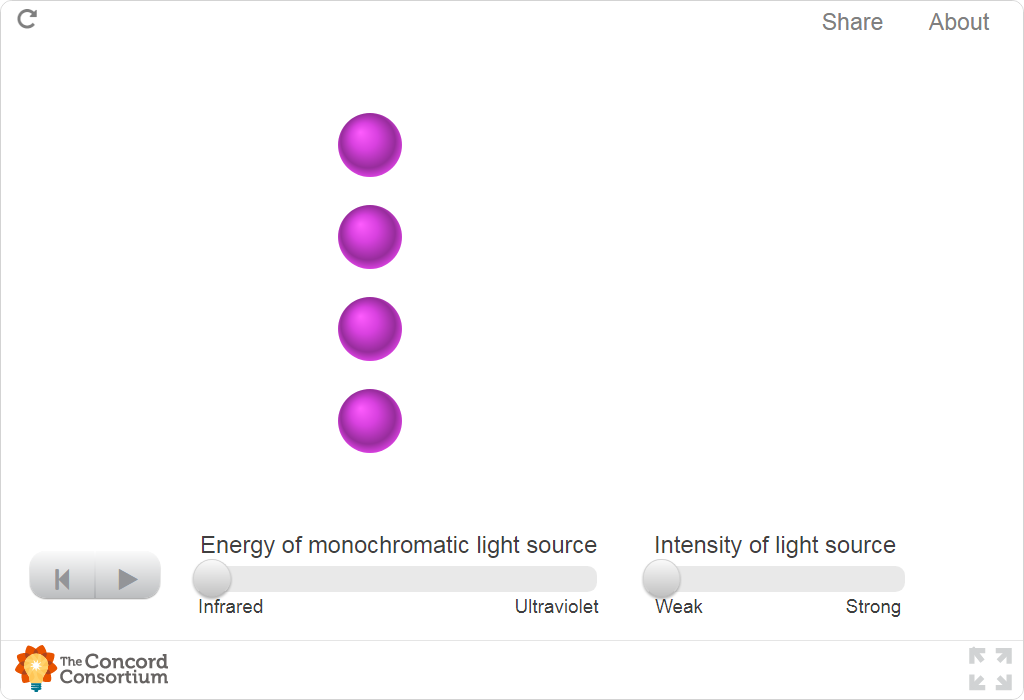 Share About
Energy of monochromatic light source Intensity of light source
Infrared Ultraviolet Weak Strong
The Concord
Consortium